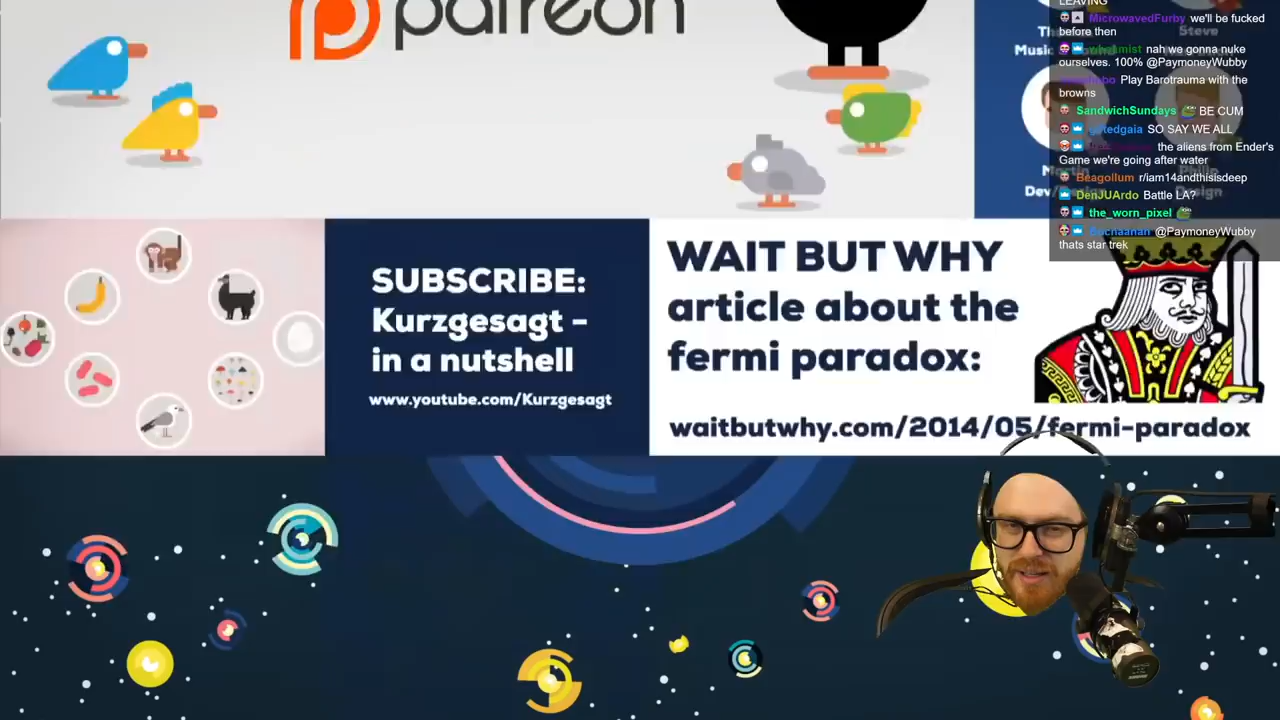 patreon
SUBSCRIBE:
Kurzgesagt –
in a nutshell
www.youtube.com/Kurzgesagt
WAIT BUT WHY
article about the
fermi paradox:
waitbutwhy.com/2014/05/fermi-paradox
Steve
LEAVING
MicrowavedFurby we'll be fucked
before then
nah we gonna nuke
ourselves. 100% @PaymoneyWubby
Play Barotrauma with the
browns
SandwichSundays BE CUM
SO SAY WE ALL
the aliens from Ender's
Game we're going after water
Beagollum r/iam14andthisisdeep
DenJUArdo Battle LA?
the_worn_pixel
@PaymoneyWubby
thats star trek